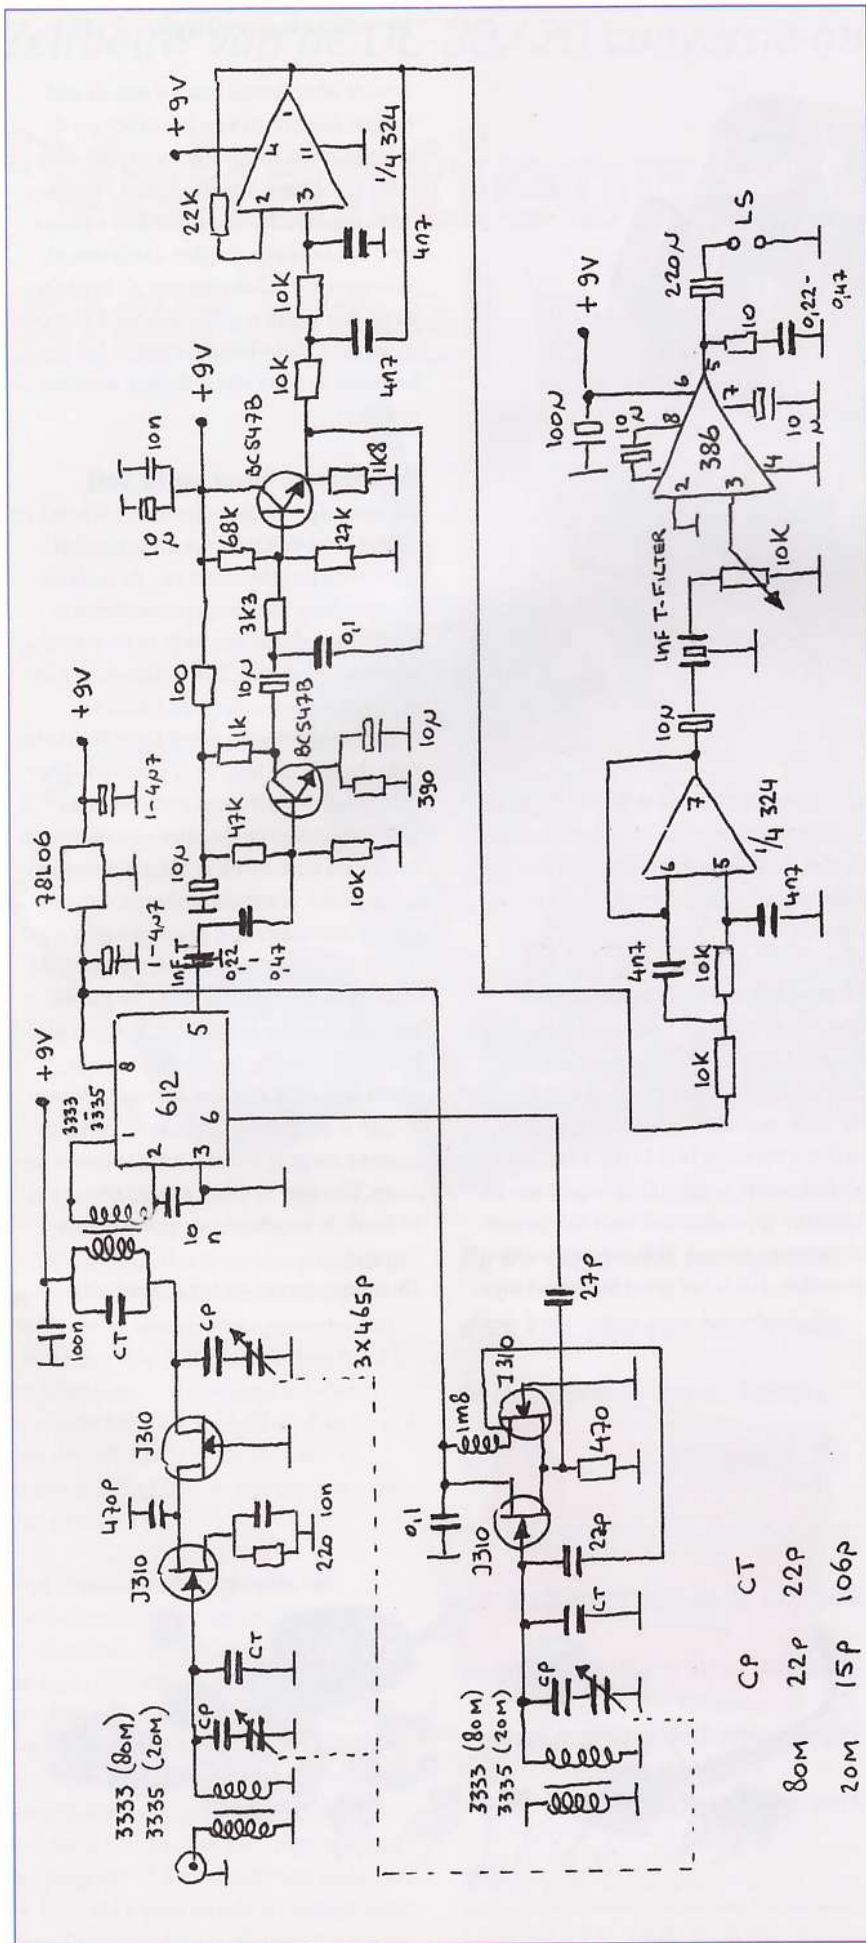 3333 (80M)
3335 (20M)
CP
CT
J310
220
10n
470P
J310
100n
CT
CP
3x465p
+9V
3333
-
3335
1
2
3
10
n
612
8
5
6
78L06
1-4µ7
1-4µ7
+9V
1nF T
0,22
-
0,47
10µ
47K
10K
1k
100
BC547B
390
10µ
10µ
0,1
3K3
68k
27K
10
µ
10n
+9V
BC547B
1K8
10K
10K
4n7
4n7
22K
2
3
4
11
1
+9V
1/4 324
3333 (80M)
3335 (20M)
CP
CT
27P
J310
0,1
1m8
J310
470
27P
10K
10K
4n7
4n7
6
5
7
1/4 324
10µ
1nF T-FILTER
10K
100µ
10
µ
1
8
2
3
386
4
7
6
5
10
µ
+9V
220µ
10
0,22-
0,47
LS
CP CT
80M 22P 22P
20M 15P 106P